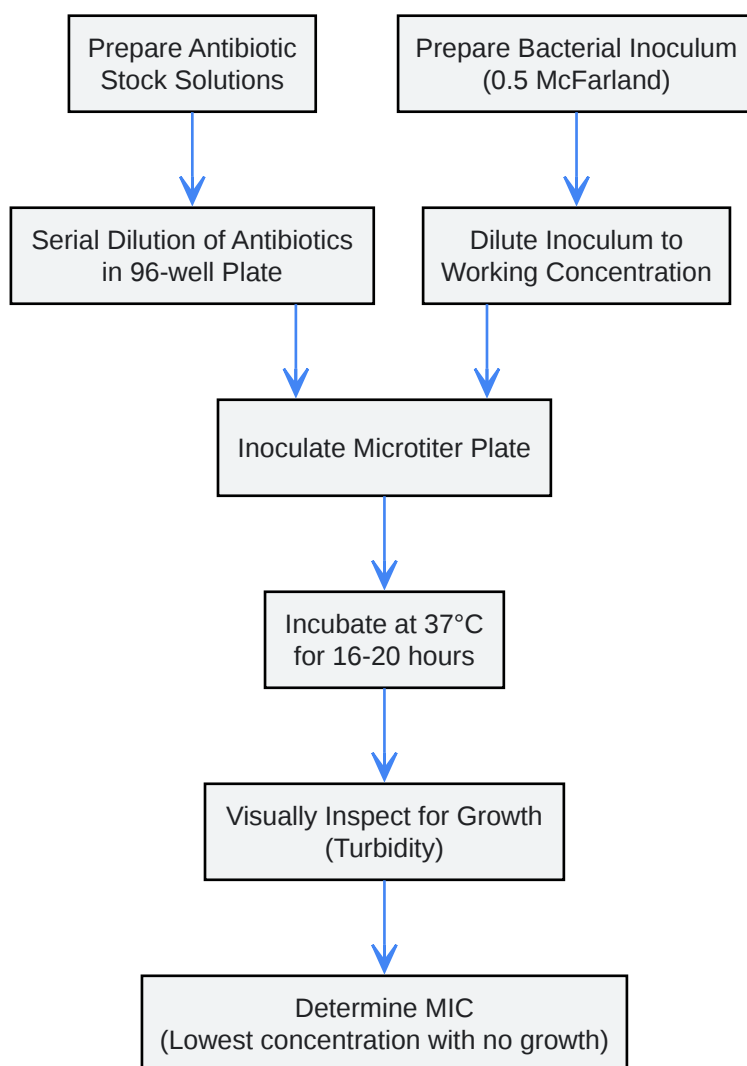 Prepare Antibiotic
Stock Solutions
Prepare Bacterial Inoculum
(0.5 McFarland)
Serial Dilution of Antibiotics
in 96-well Plate
Dilute Inoculum to
Working Concentration
Inoculate Microtiter Plate
Incubate at 37°C
for 16-20 hours
Visually Inspect for Growth
(Turbidity)
Determine MIC
(Lowest concentration with no growth)